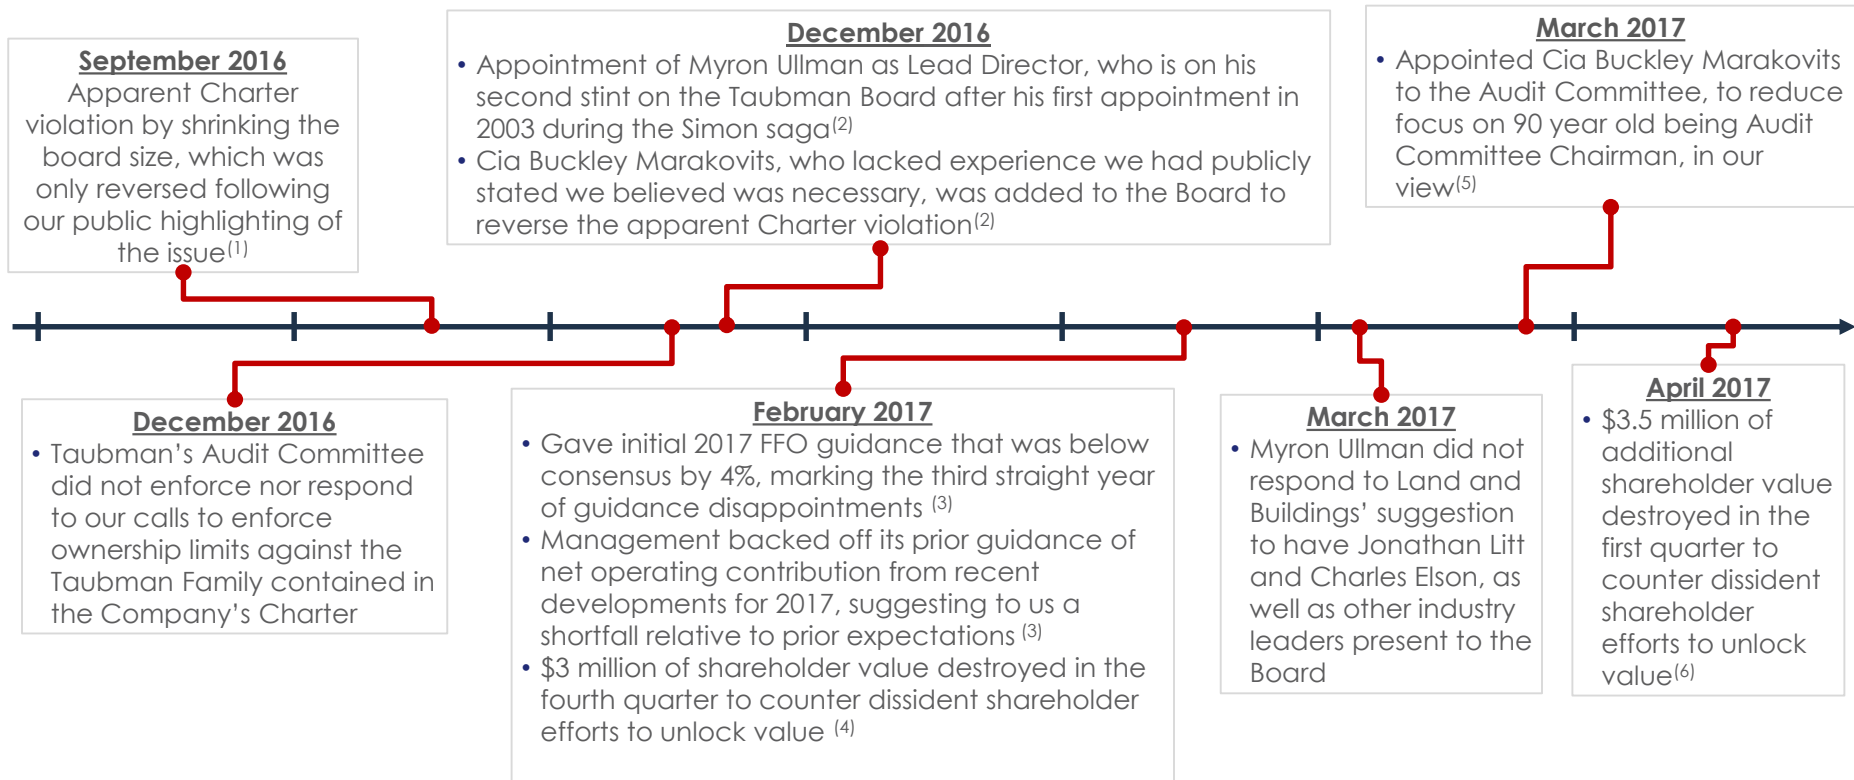 September 2016
Apparent Charter
violation by shrinking the
board size, which was
only reversed following
our public highlighting of
the issue(1)
December 2016
• Appointment of Myron Ullman as Lead Director, who is on his
second stint on the Taubman Board after his first appointment in
2003 during the Simon saga(2)
• Cia Buckley Marakovits, who lacked experience we had publicly
stated we believed was necessary, was added to the Board to
reverse the apparent Charter violation(2)
March 2017
• Appointed Cia Buckley Marakovits
to the Audit Committee, to reduce
focus on 90 year old being Audit
Committee Chairman, in our
view(5)
December 2016
• Taubman’s Audit Committee
did not enforce nor respond
to our calls to enforce
ownership limits against the
Taubman Family contained in
the Company’s Charter
February 2017
• Gave initial 2017 FFO guidance that was below
consensus by 4%, marking the third straight year
of guidance disappointments (3)
• Management backed off its prior guidance of
net operating contribution from recent
developments for 2017, suggesting to us a
shortfall relative to prior expectations (3)
• $3 million of shareholder value destroyed in the
fourth quarter to counter dissident shareholder
efforts to unlock value (4)
March 2017
• Myron Ullman did not
respond to Land and
Buildings’ suggestion
to have Jonathan Litt
and Charles Elson, as
well as other industry
leaders present to the
Board
April 2017
• $3.5 million of
additional
shareholder value
destroyed in the
first quarter to
counter dissident
shareholder
efforts to unlock
value(6)